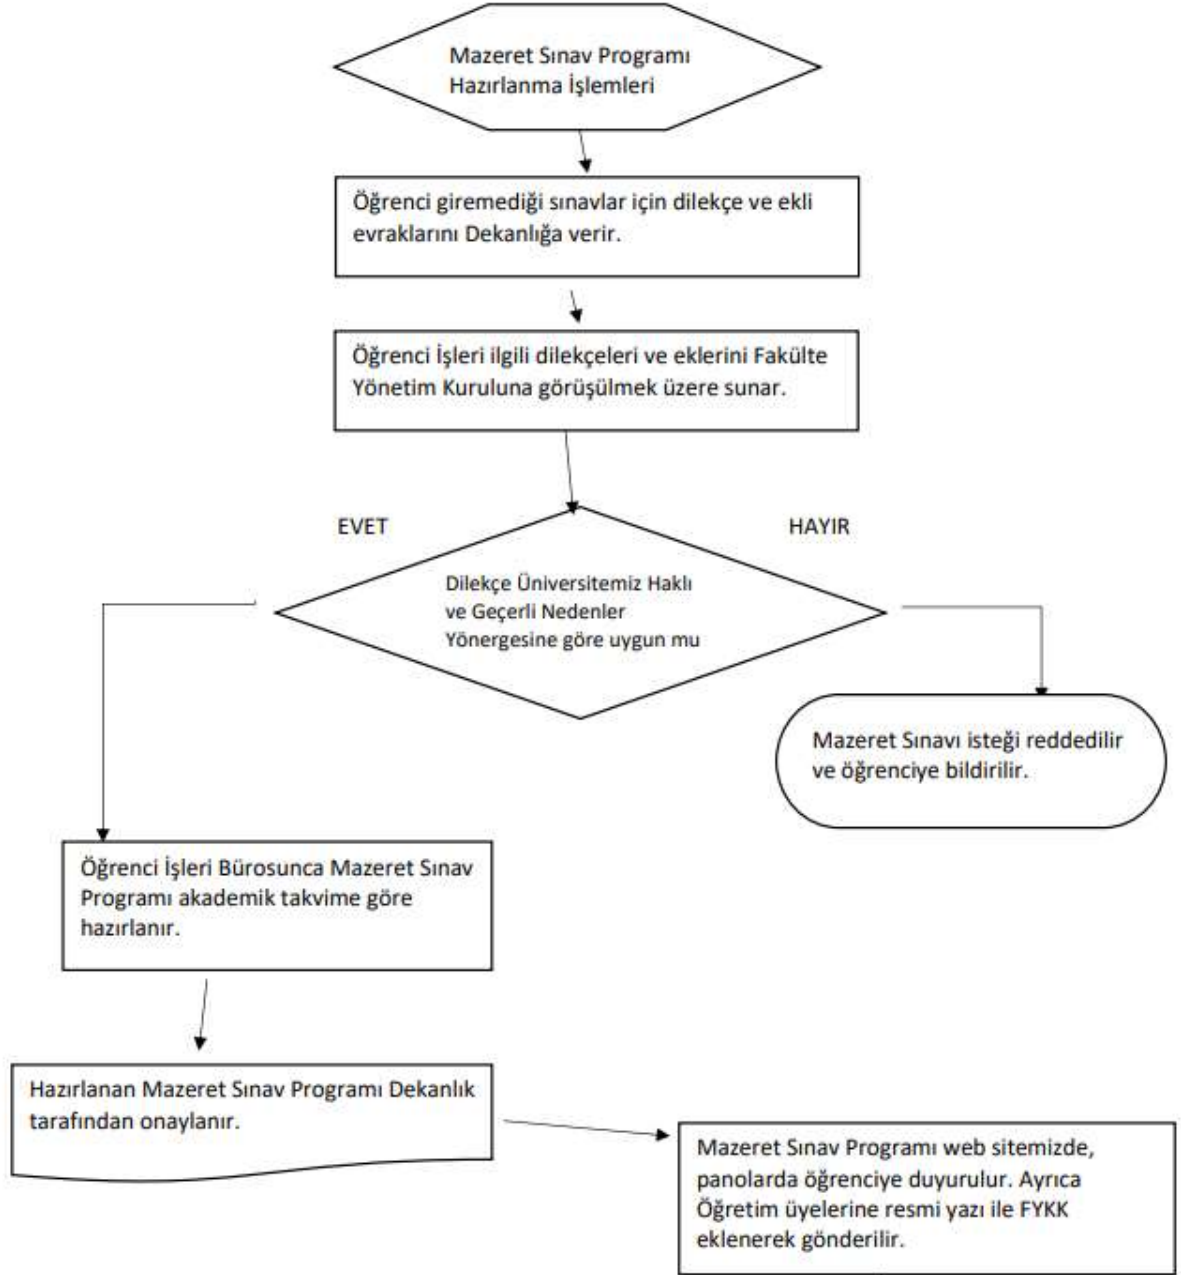 Mazeret Sınav Programı
Hazırlanma İşlemleri
Öğrenci giremediği sınavlar için dilekçe ve ekli
evraklarını Dekanlığa verir.
Öğrenci İşleri ilgili dilekçeleri ve eklerini Fakülte
Yönetim Kuruluna görüşülmek üzere sunar.
EVET
HAYIR
Dilekçe Üniversitemiz Haklı
ve Geçerli Nedenler
Yönergesine göre uygun mu
Mazeret Sınavı isteği reddedilir
ve öğrenciye bildirilir.
Öğrenci İşleri Bürosunca Mazeret Sınav
Programı akademik takvime göre
hazırlanır.
Hazırlanan Mazeret Sınav Programı Dekanlık
tarafından onaylanır.
Mazeret Sınav Programı web sitemizde,
panolarda öğrenciye duyurulur. Ayrıca
Öğretim üyelerine resmi yazı ile FYKK
eklenerek gönderilir.